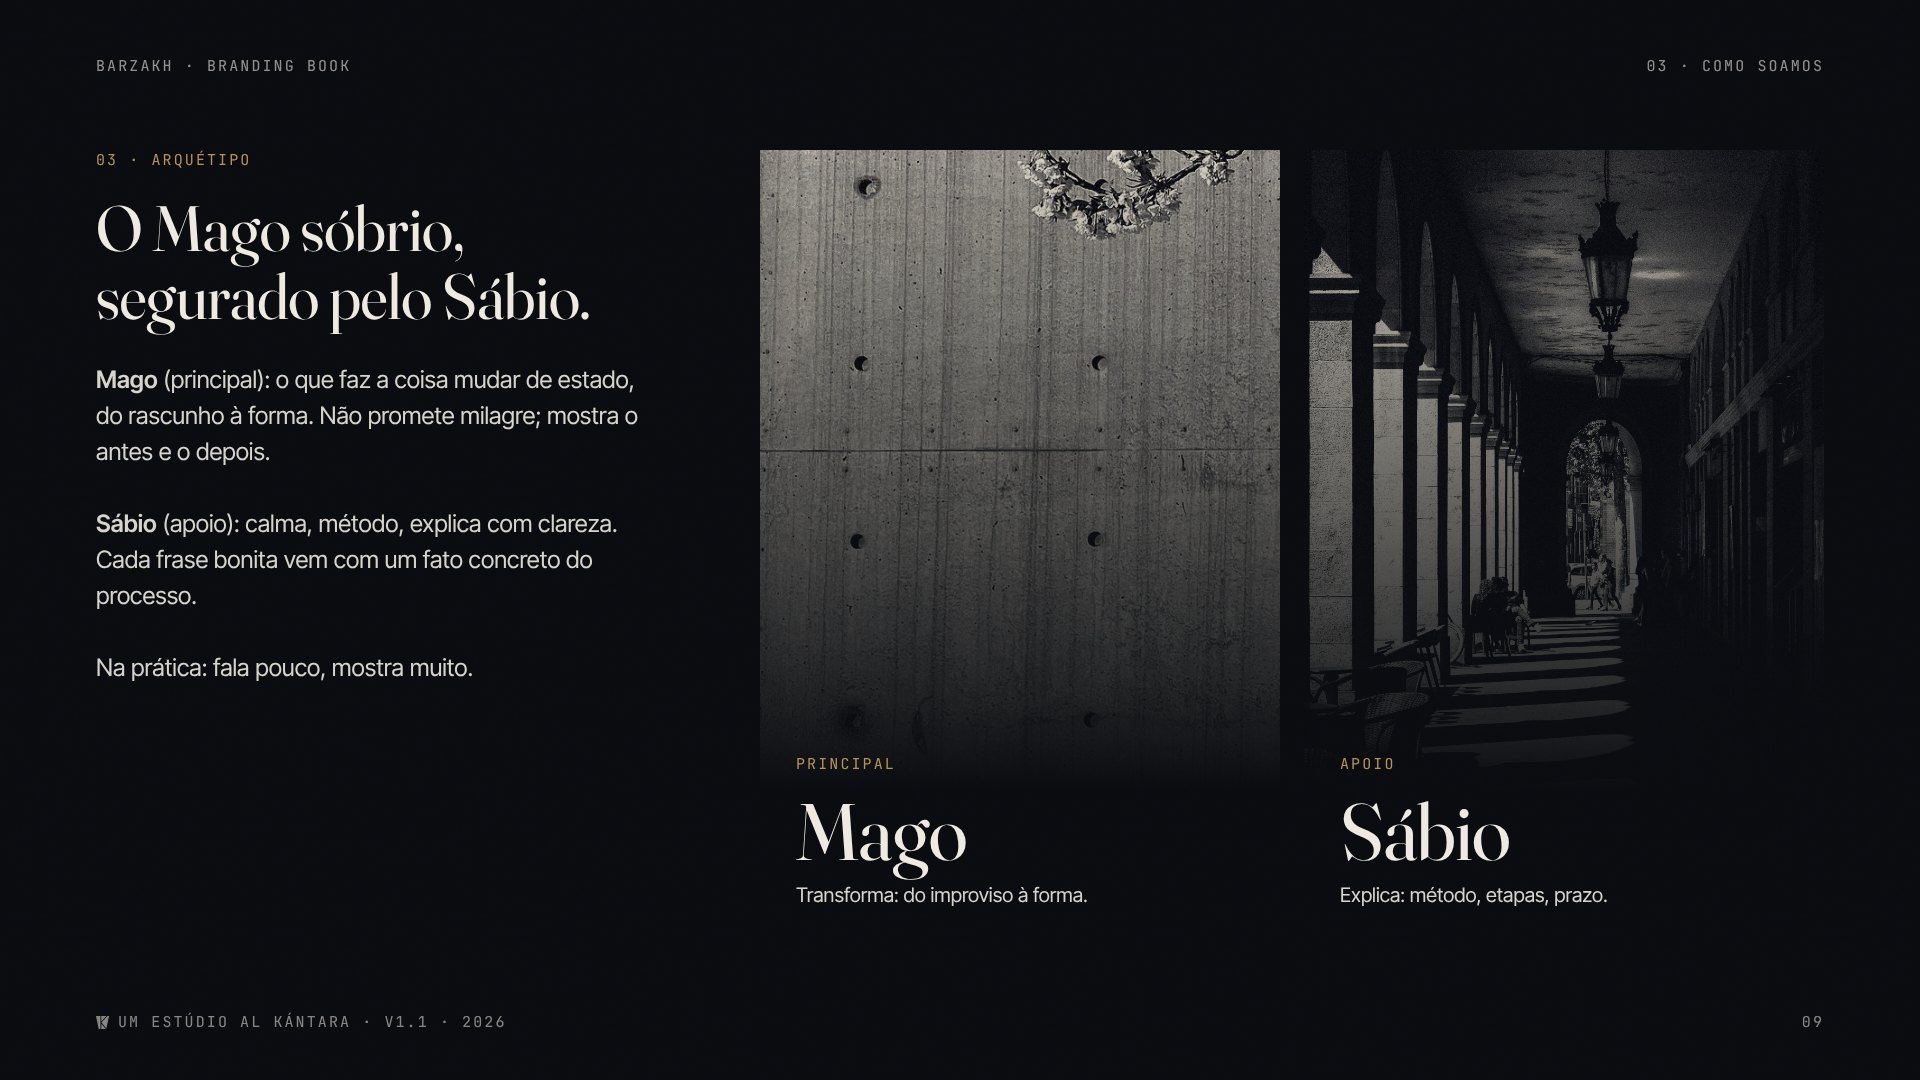 BARZAKH · BRANDING BOOK
03 · COMO SOAMOS
03 · ARQUÉTIPO
O Mago sóbrio,
segurado pelo Sábio.
Mago (principal): o que faz a coisa mudar de estado,
do rascunho à forma. Não promete milagre; mostra o
antes e o depois.
Sábio (apoio): calma, método, explica com clareza.
Cada frase bonita vem com um fato concreto do
processo.
Na prática: fala pouco, mostra muito.
PRINCIPAL
Mago
Transforma: do improviso à forma.
APOIO
Sábio
Explica: método, etapas, prazo.
UM ESTÚDIO AL KÁNTARA · V1.1 · 2026
09